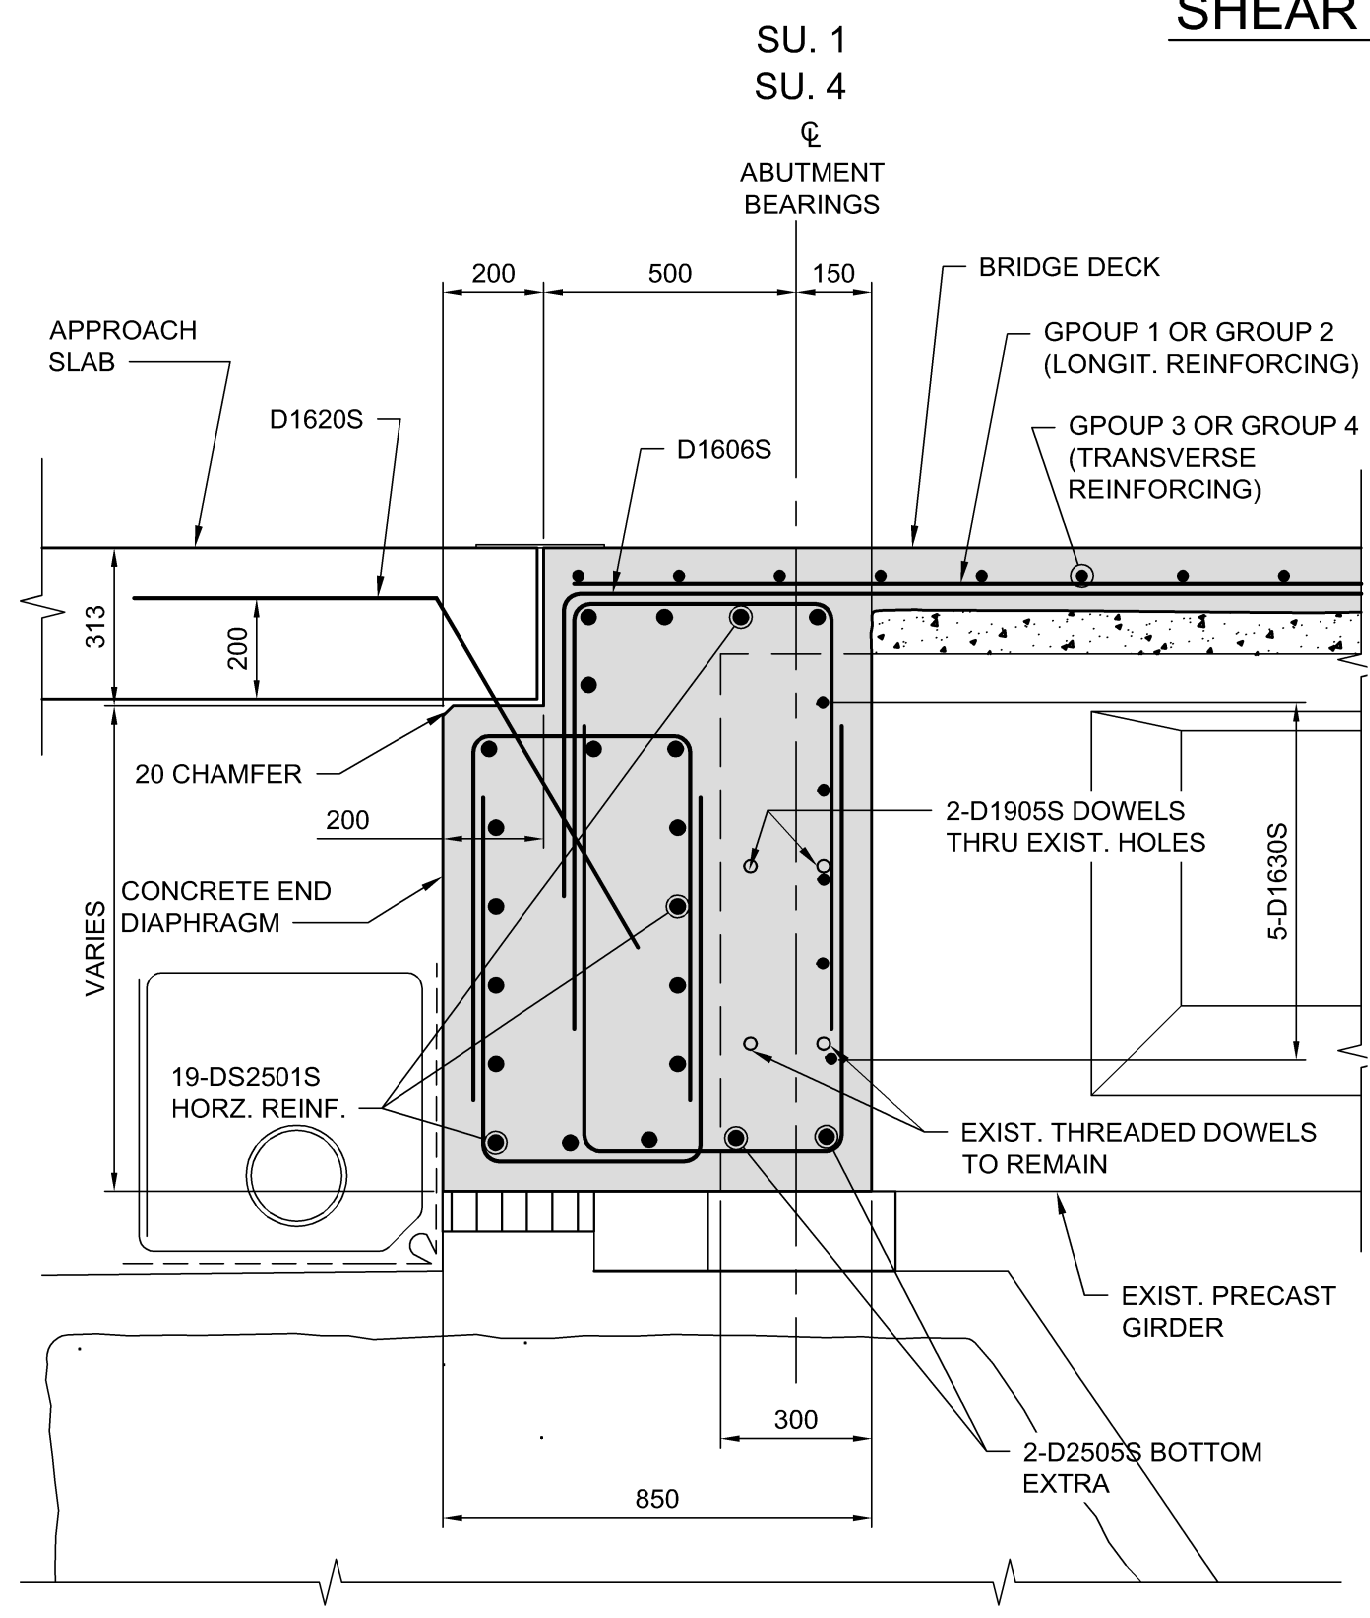 SHEAR
SU. 1
SU. 4
℄
ABUTMENT
BEARINGS
200
500
150
BRIDGE DECK
APPROACH
SLAB
GPOUP 1 OR GROUP 2
(LONGIT. REINFORCING)
D1620S
D1606S
GPOUP 3 OR GROUP 4
(TRANSVERSE
REINFORCING)
313
200
20 CHAMFER
200
2-D1905S DOWELS
THRU EXIST. HOLES
5-D1630S
CONCRETE END
DIAPHRAGM
VARIES
19-DS2501S
HORZ. REINF.
EXIST. THREADED DOWELS
TO REMAIN
EXIST. PRECAST
GIRDER
300
2-D2505S BOTTOM
EXTRA
850